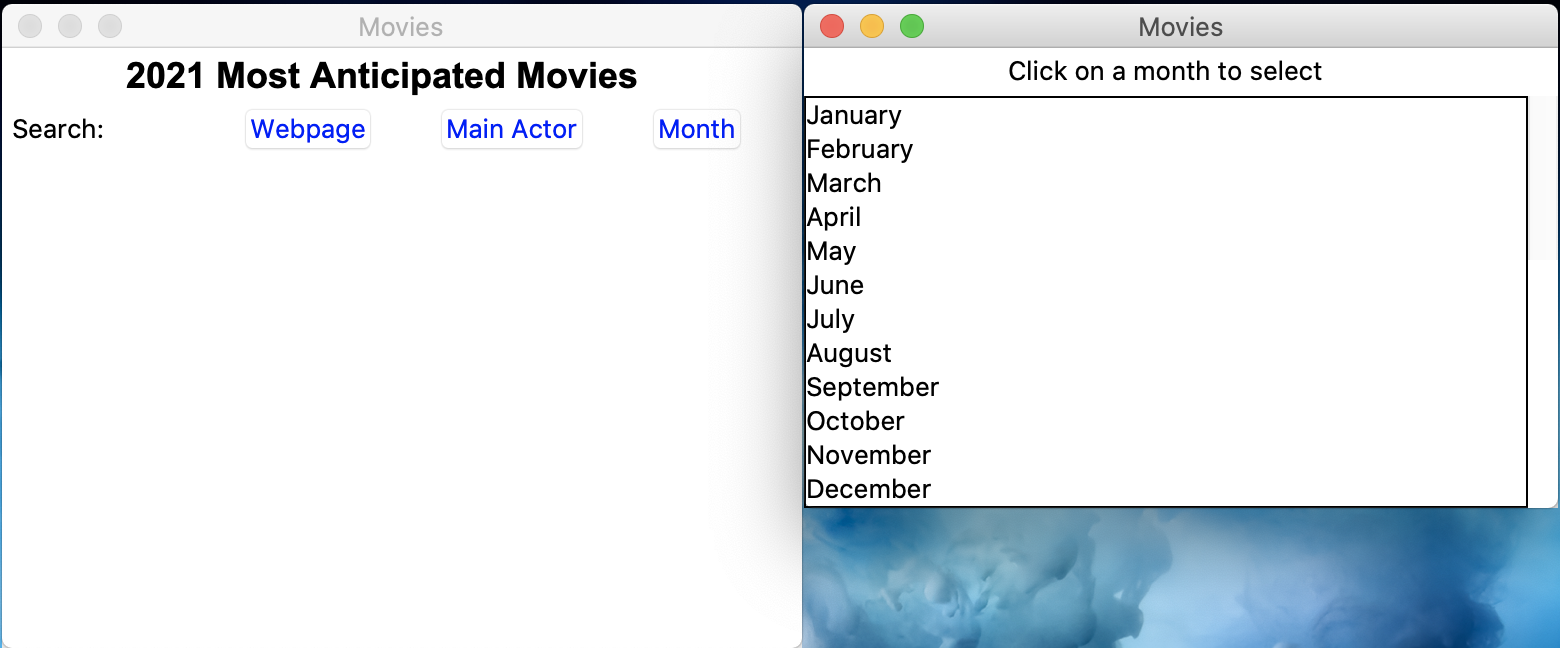 Movies
2021 Most Anticipated Movies
Search: Webpage Main Actor Month
Movies
Click on a month to select
January
February
March
April
May
June
July
August
September
October
November
December